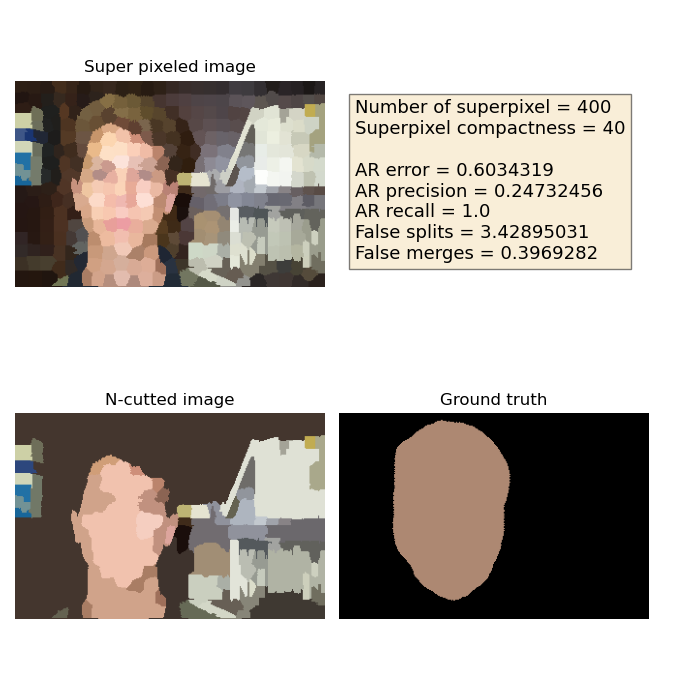 Super pixeled image
Number of superpixel = 400
Superpixel compactness = 40
AR error = 0.6034319
AR precision = 0.24732456
AR recall = 1.0
False splits = 3.42895031
False merges = 0.3969282
N-cutted image
Ground truth